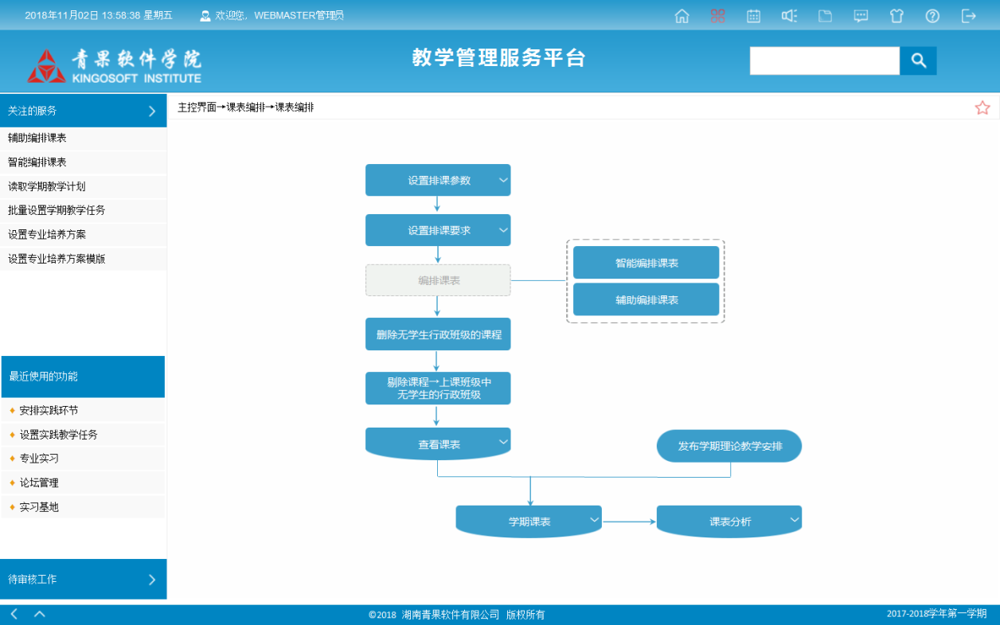 2018年11月02日 13:58:38 星期五
欢迎您，WEBMASTER管理员
青果软件学院
KINGOSOFT INSTITUTE
教学管理服务平台
关注的服务
主控界面→课表编排→课表编排
辅助编排课表
智能编排课表
读取学期教学计划
批量设置学期教学任务
设置专业培养方案
设置专业培养方案模版
最近使用的功能
安排实践环节
设置实践教学任务
专业实习
论坛管理
实习基地
待审核工作
设置排课参数
设置排课要求
编排课表
智能编排课表
辅助编排课表
删除无学生行政班级的课程
剔除课程→上课班级中
无学生的行政班级
查看课表
发布学期理论教学安排
学期课表
课表分析
©2018 湖南青果软件有限公司 版权所有
2017-2018学年第一学期